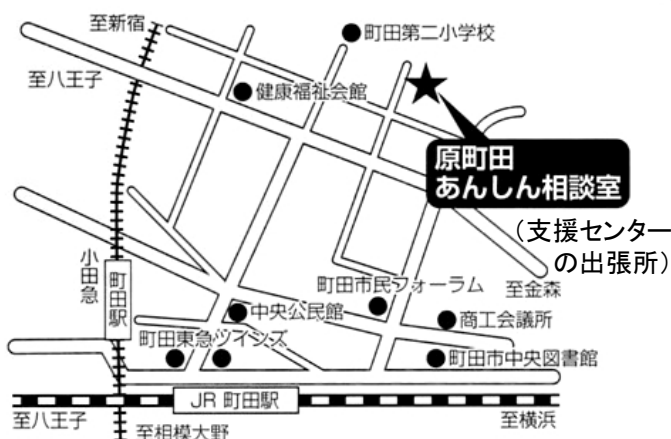 至新宿
町田第二小学校
至八王子
健康福祉会館
原町田
あんしん相談室
（支援センター
の出張所）
小田急
町田駅
町田市民フォーラム
至金森
中央公民館
商工会議所
町田東急ツインズ
町田市中央図書館
JR 町田駅
至八王子
至相模大野
至横浜